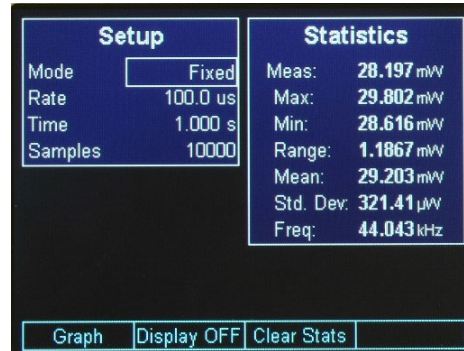 Setup
Mode Fixed
Rate 100.0 us
Time 1.000 s
Samples 10000
Statistics
Meas: 28.197 mW
Max: 29.802 mW
Min: 28.616 mW
Range: 1.1867 mW
Mean: 29.203 mW
Std. Dev: 321.41 µW
Freq: 44.043 kHz
Graph Display OFF Clear Stats